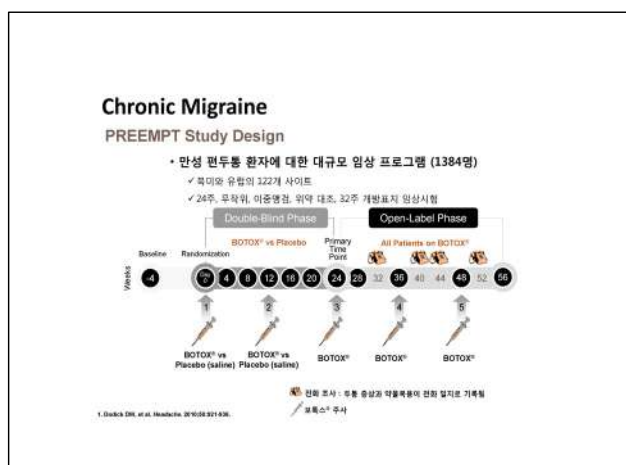 Chronic Migraine
PREEMPT Study Design
• 만성 편두통 환자에 대한 대규모 임상 프로그램 (1384명)
✓북미와 유럽의 122개 사이트
✓24주, 무작위, 이중맹검, 위약 대조, 32주 개방표지 임상시험
Double-Blind Phase
Open-Label Phase
BOTOX® vs Placebo
Primary Time Point
All Patients on BOTOX®
Baseline
Randomization
Weeks
-4 Day 0 4 8 12 16 20 24 28 32 36 40 44 48 52 56
1 2 3 4 5
BOTOX® vs Placebo (saline)
BOTOX® vs Placebo (saline)
BOTOX®
BOTOX®
BOTOX®
전화 조사 : 두통 증상과 약물복용이 전화 일지로 기록됨
보톡스® 주사
1. Dodick DW, et al. Headache. 2010;50:921-936.